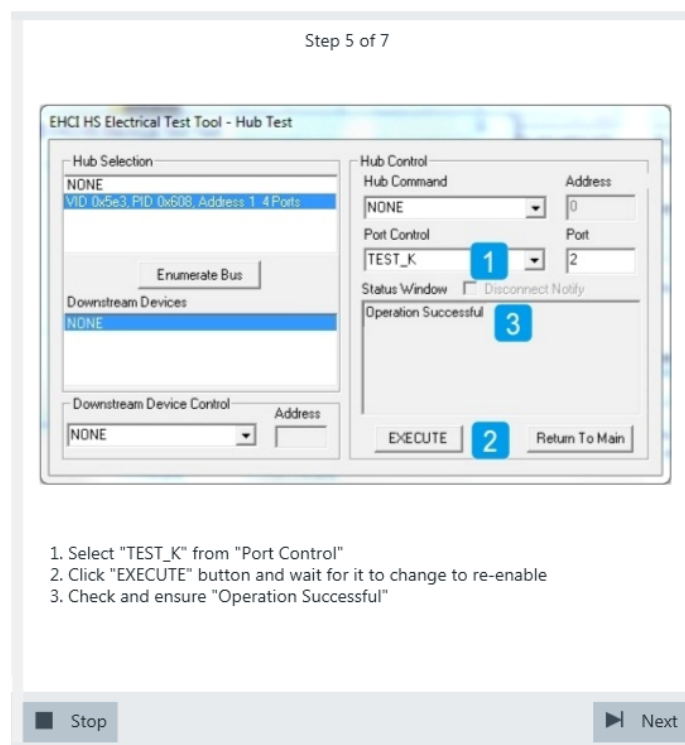 Step 5 of 7
EHCI HS Electrical Test Tool - Hub Test
Hub Selection
NONE
VID 0x5e3, PID 0x608, Address 1 4 Ports
Enumerate Bus
Downstream Devices
NONE
Downstream Device Control
Address
NONE
Hub Control
Hub Command
Address
NONE
0
Port Control
Port
TEST_K
1
2
Status Window
Disconnect Notify
Operation Successful
3
EXECUTE
2
Return To Main
1. Select "TEST_K" from "Port Control"
2. Click "EXECUTE" button and wait for it to change to re-enable
3. Check and ensure "Operation Successful"
Stop
Next